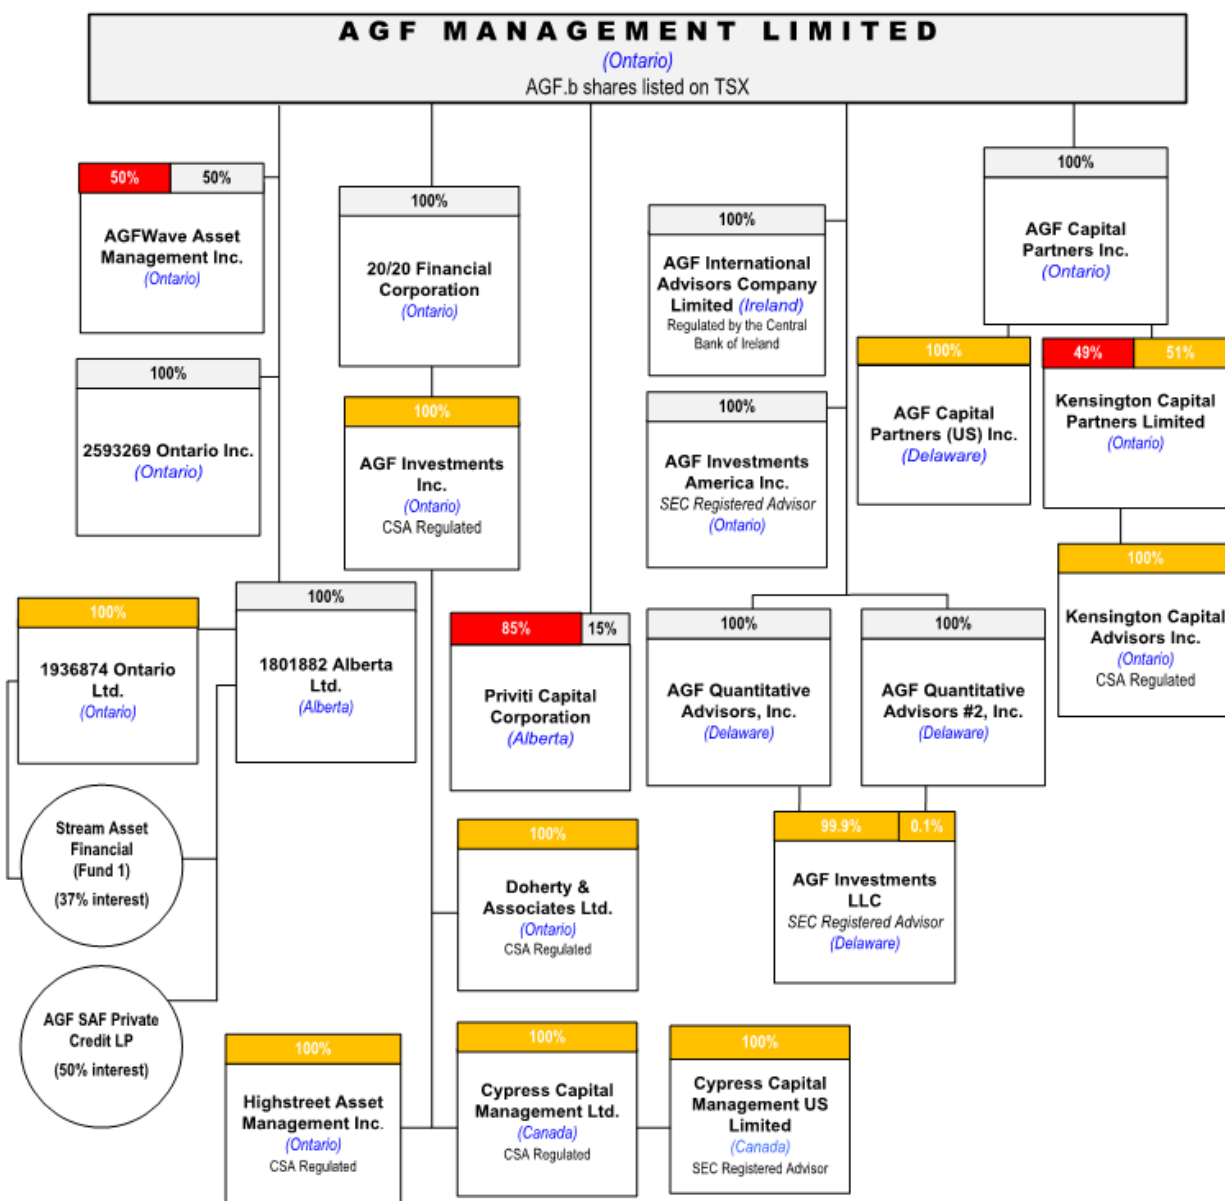 AGF MANAGEMENT LIMITED
(Ontario)
AGF.b shares listed on TSX
50% 50%
AGFWave Asset
Management Inc.
(Ontario)
100%
2593269 Ontario Inc.
(Ontario)
100%
20/20 Financial
Corporation
(Ontario)
100%
AGF Investments
Inc.
(Ontario)
CSA Regulated
100%
AGF International
Advisors Company
Limited (Ireland)
Regulated by the Central
Bank of Ireland
100%
AGF Investments
America Inc.
SEC Registered Advisor
(Ontario)
100%
AGF Capital
Partners Inc.
(Ontario)
100%
AGF Capital
Partners (US) Inc.
(Delaware)
49% 51%
Kensington Capital
Partners Limited
(Ontario)
100%
Kensington Capital
Advisors Inc.
(Ontario)
CSA Regulated
100%
1936874 Ontario
Ltd.
(Ontario)
100%
1801882 Alberta
Ltd.
(Alberta)
85% 15%
Priviti Capital
Corporation
(Alberta)
100%
AGF Quantitative
Advisors, Inc.
(Delaware)
100%
AGF Quantitative
Advisors #2, Inc.
(Delaware)
Stream Asset
Financial
(Fund 1)
(37% interest)
100%
Doherty &
Associates Ltd.
(Ontario)
CSA Regulated
99.9% 0.1%
AGF Investments
LLC
SEC Registered Advisor
(Delaware)
AGF SAF Private
Credit LP
(50% interest)
100%
Highstreet Asset
Management Inc.
(Ontario)
CSA Regulated
100%
Cypress Capital
Management Ltd.
(Canada)
CSA Regulated
100%
Cypress Capital
Management US
Limited
(Canada)
SEC Registered Advisor